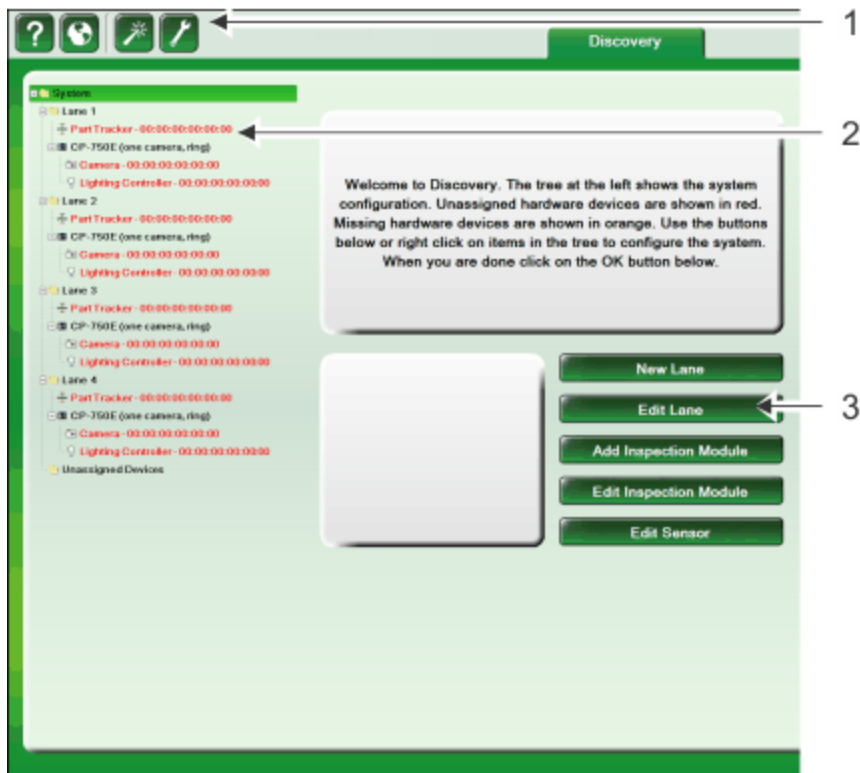 ?
1
Discovery
System
Lane 1
Part Tracker - 00:00:00:00:00:00
2
CP-750E (one camera, ring)
Camera - 00:00:00:00:00:00
Lighting Controller - 00:00:00:00:00:00
Lane 2
Part Tracker - 00:00:00:00:00:00
CP-750E (one camera, ring)
Camera - 00:00:00:00:00:00
Lighting Controller - 00:00:00:00:00:00
Lane 3
Part Tracker - 00:00:00:00:00:00
CP-750E (one camera, ring)
Camera - 00:00:00:00:00:00
Lighting Controller - 00:00:00:00:00:00
Lane 4
Part Tracker - 00:00:00:00:00:00
CP-750E (one camera, ring)
Camera - 00:00:00:00:00:00
Lighting Controller - 00:00:00:00:00:00
Unassigned Devices
Welcome to Discovery. The tree at the left shows the system
configuration. Unassigned hardware devices are shown in red.
Missing hardware devices are shown in orange. Use the buttons
below or right click on items in the tree to configure the system.
When you are done click on the OK button below.
New Lane
Edit Lane
3
Add Inspection Module
Edit Inspection Module
Edit Sensor